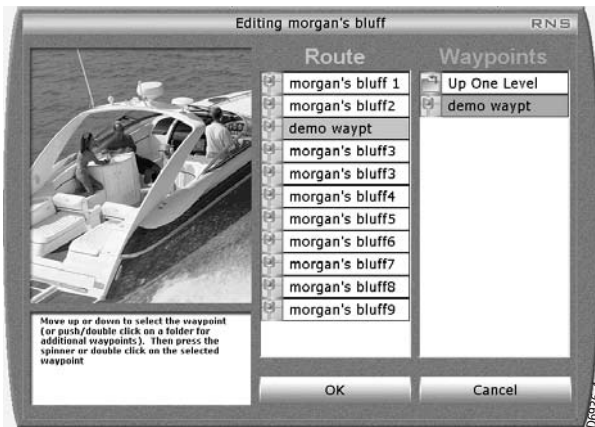 Editing morgan's bluff
RNS
Route
morgan's bluff 1
morgan's bluff2
demo waypt
morgan's bluff3
morgan's bluff3
morgan's bluff4
morgan's bluff5
morgan's bluff6
morgan's bluff7
morgan's bluff8
morgan's bluff9
Waypoints
Up One Level
demo waypt
Move up or down to select the waypoint
(or push/double click on a folder for
additional waypoints). Then press the
spinner or double click on the selected
waypoint
OK
Cancel